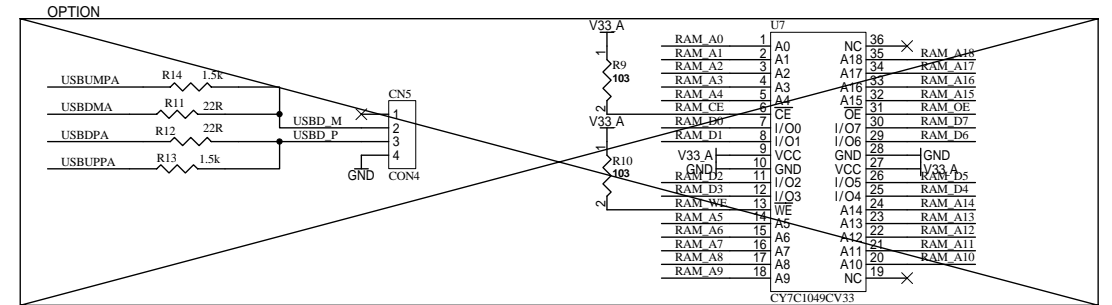 OPTION
USBUMPA R14 1.5k
USBDMA R11 22R
USBDPA R12 22R
USBUPPA R13 1.5k
USBD_M
USBD_P
CN5
1
2
3
4
CON4
GND
V33_A
1
R9
103
2
V33_A
1
R10
103
2
U7
RAM_A0 1 A0 NC 36
RAM_A1 2 A1 A18 35 RAM_A18
RAM_A2 3 A2 A17 34 RAM_A17
RAM_A3 4 A3 A16 33 RAM_A16
RAM_A4 5 A4 A15 32 RAM_A15
RAM_CE 6 CE OE 31 RAM_OE
RAM_D0 7 I/O0 I/O7 30 RAM_D7
RAM_D1 8 I/O1 I/O6 29 RAM_D6
V33_A 9 VCC GND 28 GND
GND 10 GND VCC 27 V33_A
RAM_D2 11 I/O2 I/O5 26 RAM_D5
RAM_D3 12 I/O3 I/O4 25 RAM_D4
RAM_WE 13 WE A14 24 RAM_A14
RAM_A5 14 A5 A13 23 RAM_A13
RAM_A6 15 A6 A12 22 RAM_A12
RAM_A7 16 A7 A11 21 RAM_A11
RAM_A8 17 A8 A10 20 RAM_A10
RAM_A9 18 A9 NC 19
CY7C1049CV33